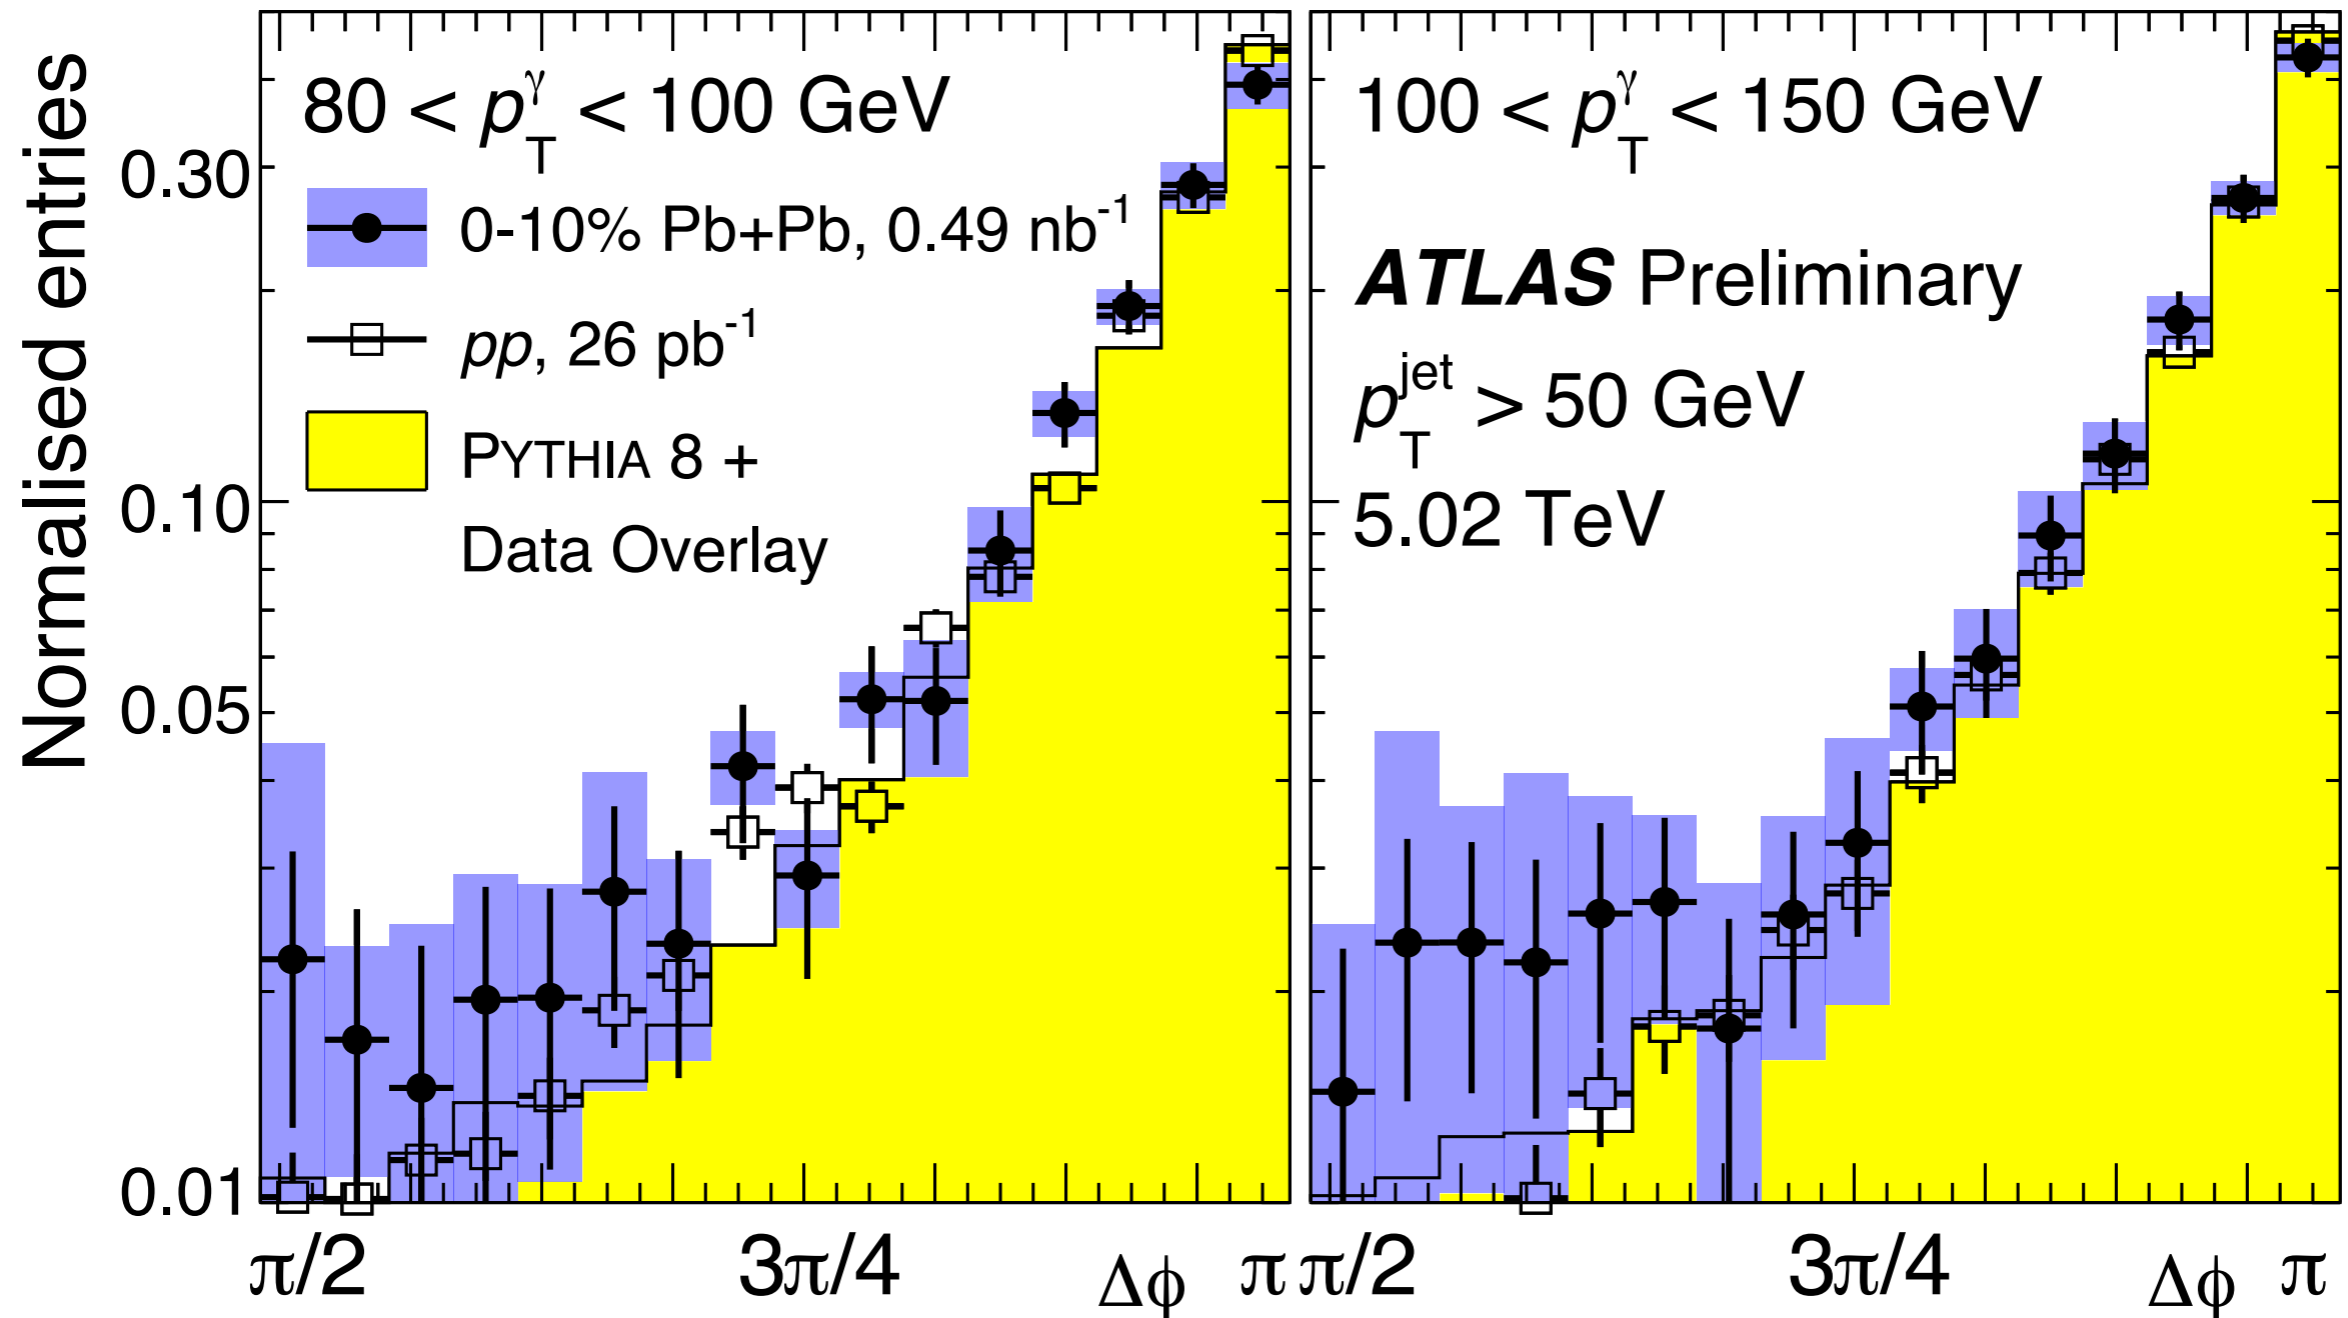 Normalised entries
0.30
0.10
0.05
0.01
80 < p_T^γ < 100 GeV
0-10% Pb+Pb, 0.49 nb⁻¹
pp, 26 pb⁻¹
PYTHIA 8 +
Data Overlay
π/2
3π/4
Δϕ
π
100 < p_T^γ < 150 GeV
ATLAS Preliminary
p_T^jet > 50 GeV
5.02 TeV
π/2
3π/4
Δϕ
π